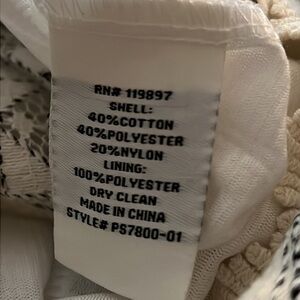 RN# 119897
SHELL:
40%COTTON
40%POLYESTER
20%NYLON
LINING:
100%POLYESTER
DRY CLEAN
MADE IN CHINA
STYLE# PS7800-01